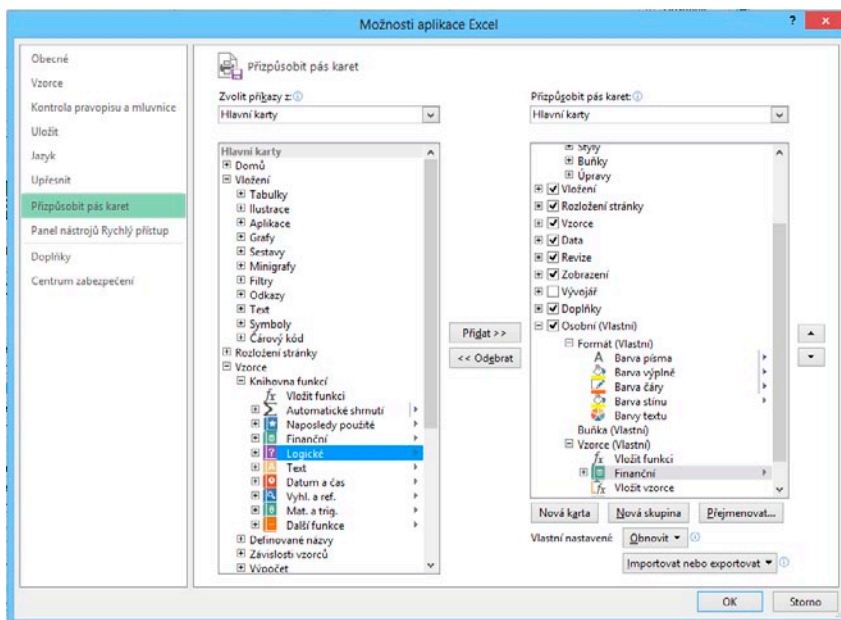 Možnosti aplikace Excel
?
Obecné
Vzorce
Kontrola pravopisu a mluvnice
Uložit
Jazyk
Upřesnit
Přizpůsobit pás karet
Panel nástrojů Rychlý přístup
Doplňky
Centrum zabezpečení
Přizpůsobit pás karet
Zvolit příkazy z:
Hlavní karty
Hlavní karty
Domů
Vložení
Tabulky
Ilustrace
Aplikace
Grafy
Sestavy
Minigrafy
Filtry
Odkazy
Text
Symboly
Čárový kód
Rozložení stránky
Vzorce
Knihovna funkcí
fx Vložit funkci
Σ Automatické shrnutí
Naposledy použité
Finanční
? Logické
A Text
Datum a čas
Vyhl. a ref.
θ Mat. a trig.
Další funkce
Definované názvy
Závislosti vzorců
Výpočet
Přidat >>
<< Odebrat
Přizpůsobit pás karet:
Hlavní karty
Styly
Buňky
Úpravy
Vložení
Rozložení stránky
Vzorce
Data
Revize
Zobrazení
Vývojář
Doplňky
Osobní (Vlastní)
Formát (Vlastní)
A Barva písma
Barva výplně
Barva čáry
Barva stínu
Barvy textu
Buňka (Vlastní)
Vzorce (Vlastní)
fx Vložit funkci
Finanční
fx Vložit vzorce
Nová karta
Nová skupina
Přejmenovat...
Vlastní nastavené
Obnovit
Importovat nebo exportovat
OK
Storno